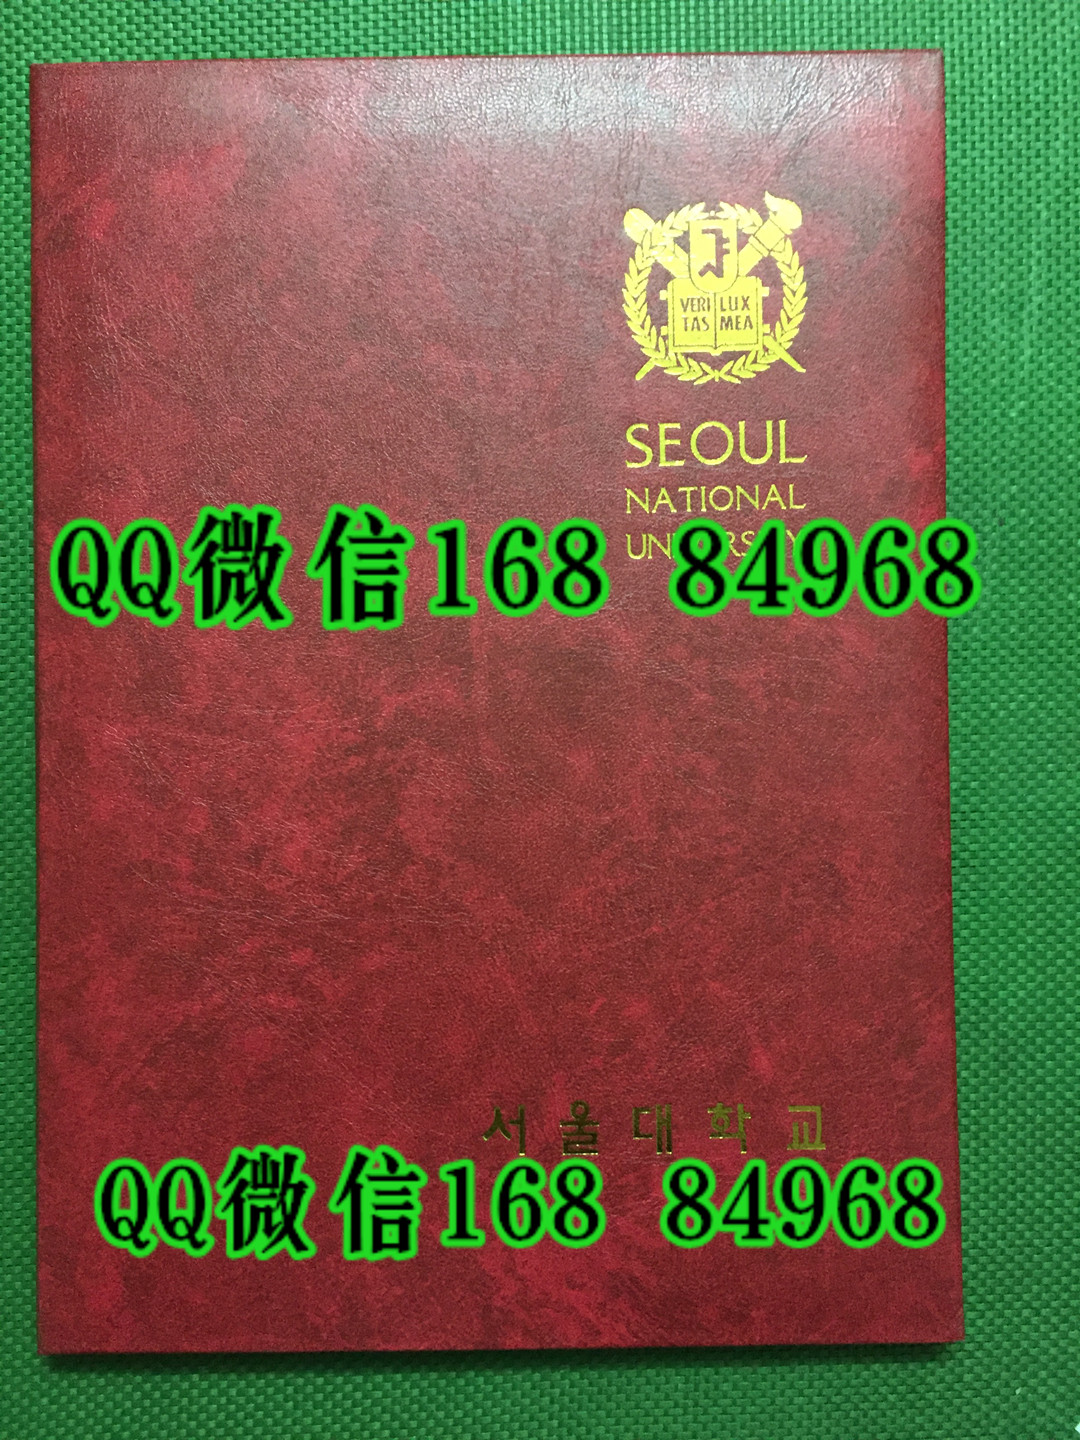 VERI LUX
TAS MEA
SEOUL
NATIONAL
QQ微信168 84968
서울대학교
QQ微信168 84968